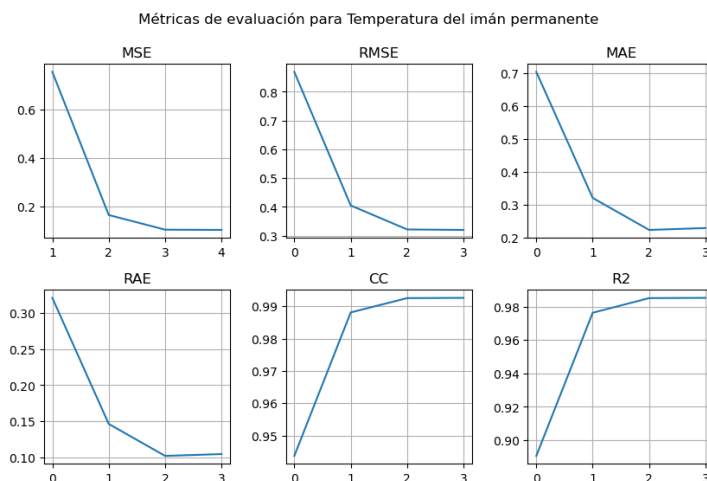 Métricas de evaluación para Temperatura del imán permanente
MSE
RMSE
MAE
0.6
0.4
0.2
1 2 3 4
0.8
0.7
0.6
0.5
0.4
0.3
0 1 2 3
0.7
0.6
0.5
0.4
0.3
0.2
0 1 2 3
RAE
CC
R2
0.30
0.25
0.20
0.15
0.10
0 1 2 3
0.99
0.98
0.97
0.96
0.95
0 1 2 3
0.98
0.96
0.94
0.92
0.90
0 1 2 3